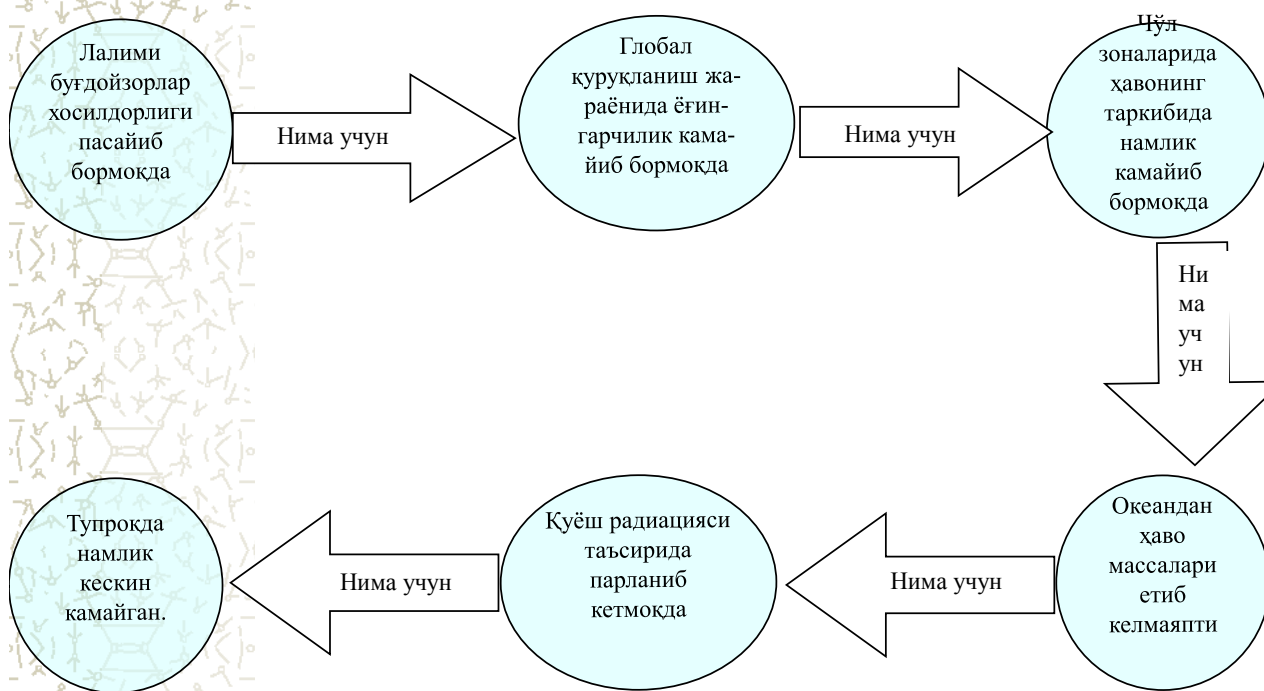 Лалими
буғдойзорлар
хосилдорлиги
пасайиб
бормоқда
Нима учун
Глобал
қуруқланиш жа-
раёнида ёғин-
гарчилик кама-
йиб бормоқда
Нима учун
Чўл
зоналарида
ҳавонинг
таркибида
намлик
камайиб
бормоқда
Ни
ма
уч
ун
Океандан
ҳаво
массалари
етиб
келмаяпти
Нима учун
Қуёш радиацияси
таъсирида
парланиб
кетмоқда
Нима учун
Тупроқда
намлик
кескин
камайган.